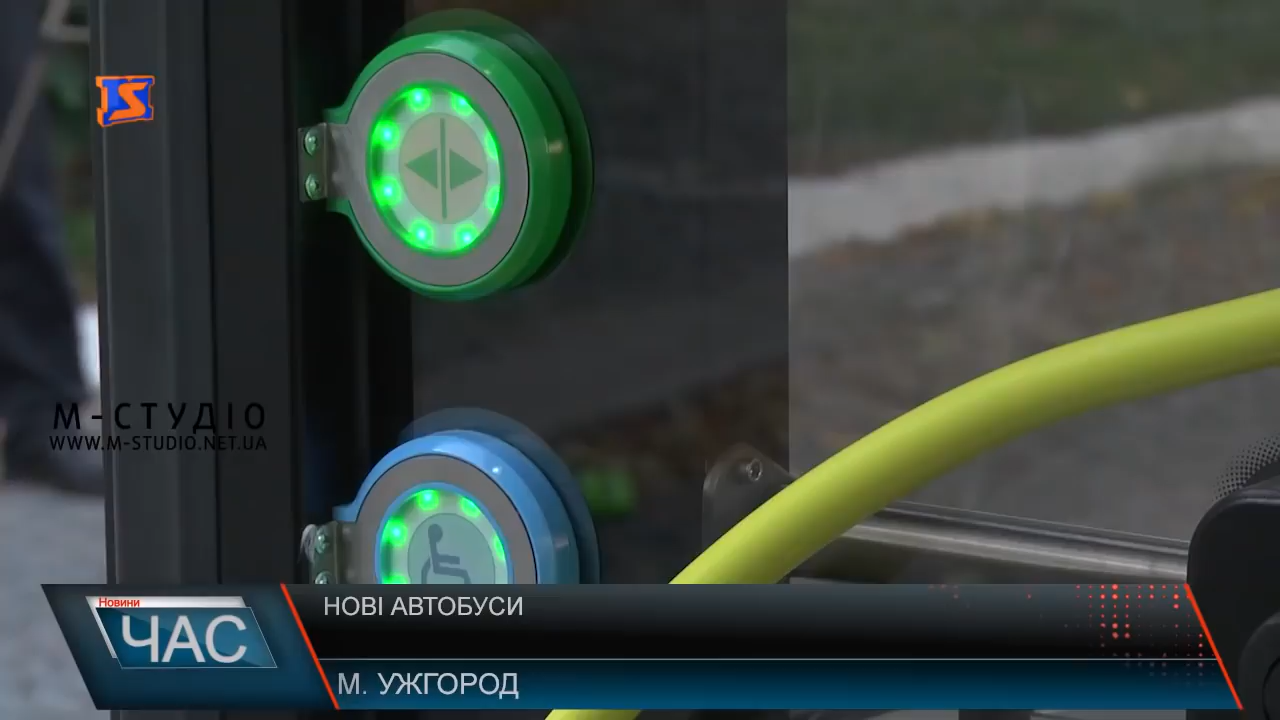 М-СТУДІО
WWW.M-STUDIO.NET.UA
Новини
ЧАС
НОВІ АВТОБУСИ
М. УЖГОРОД